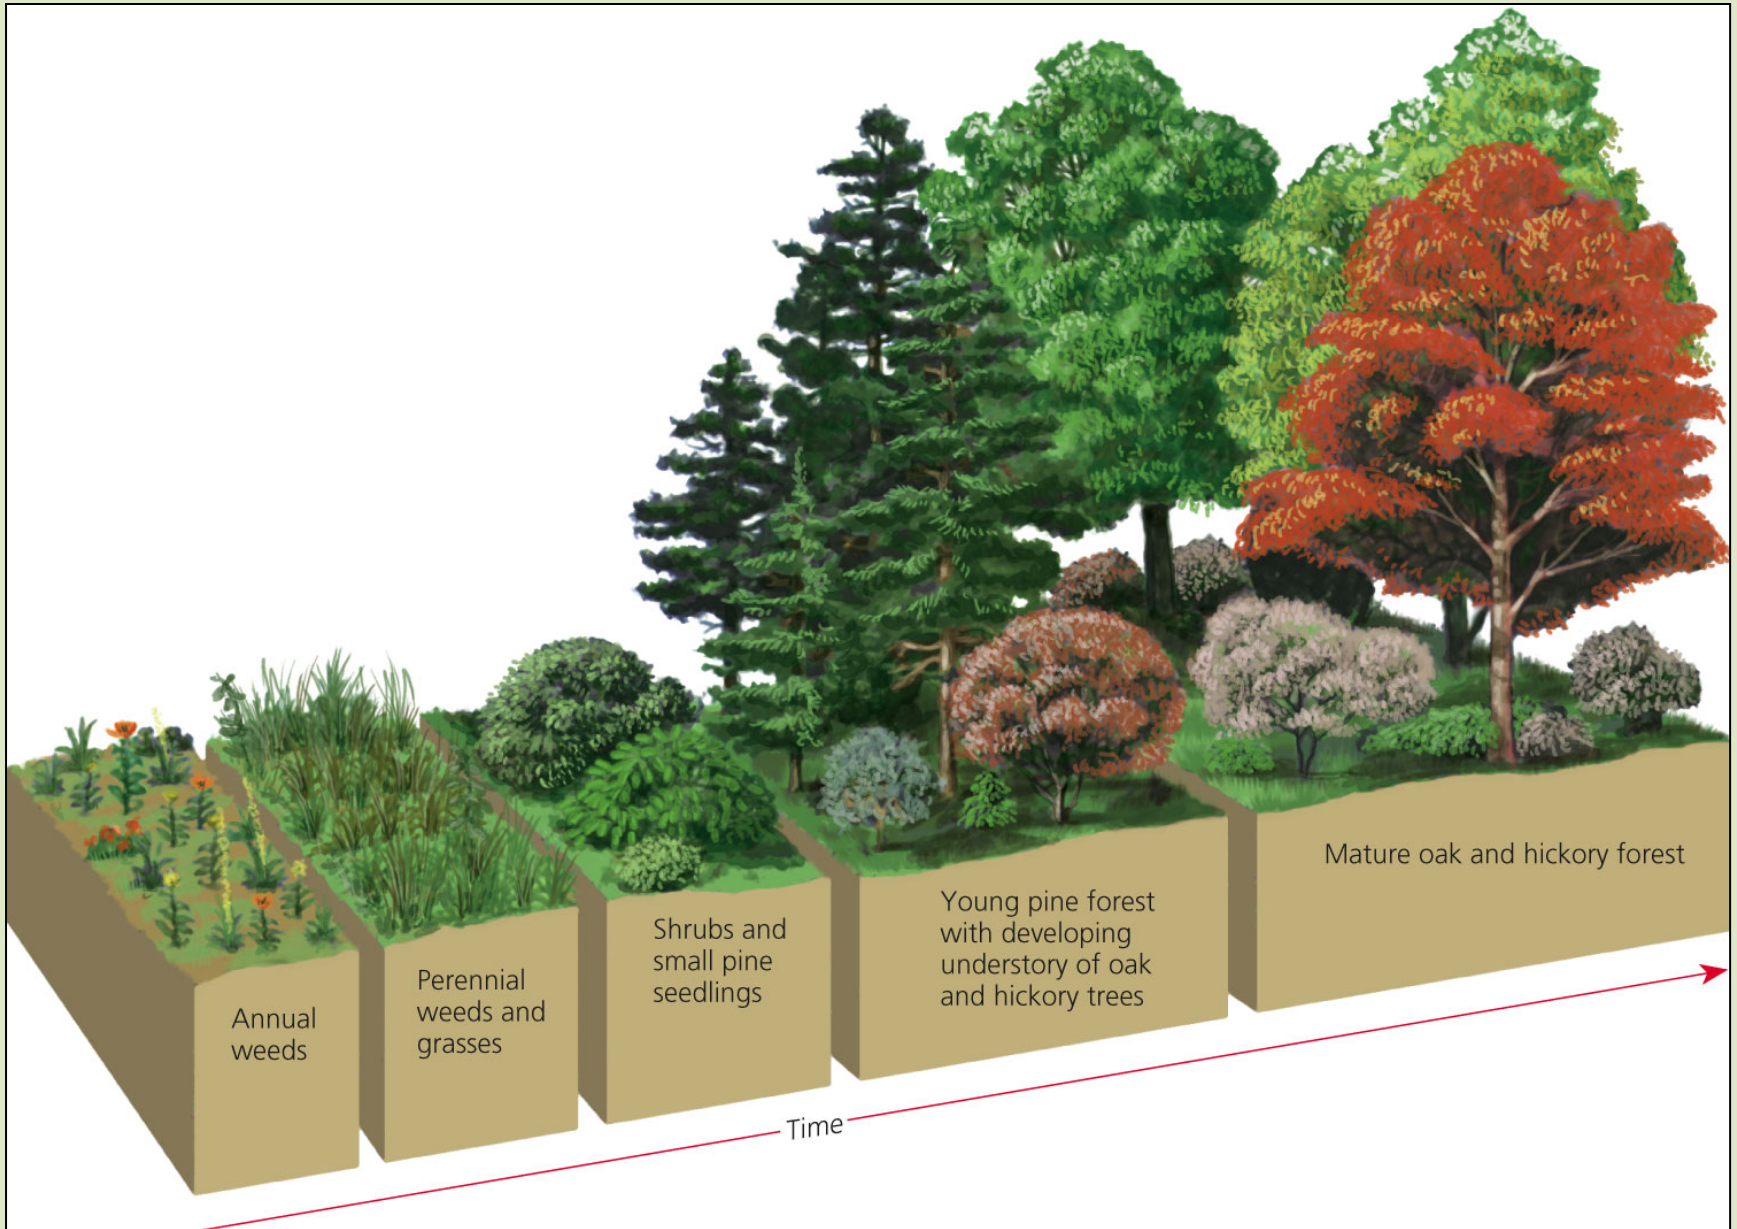 Annual
weeds
Perennial
weeds and
grasses
Shrubs and
small pine
seedlings
Young pine forest
with developing
understory of oak
and hickory trees
Mature oak and hickory forest
Time